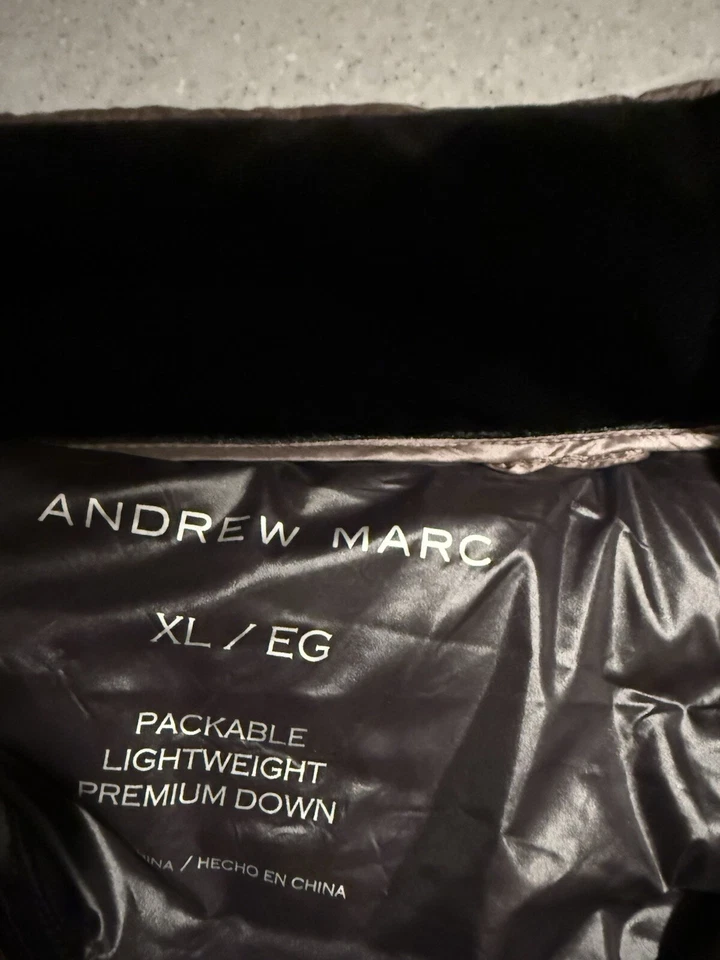 ANDREW MARC
XL / EG
PACKABLE
LIGHTWEIGHT
PREMIUM DOWN
/ HECHO EN CHINA